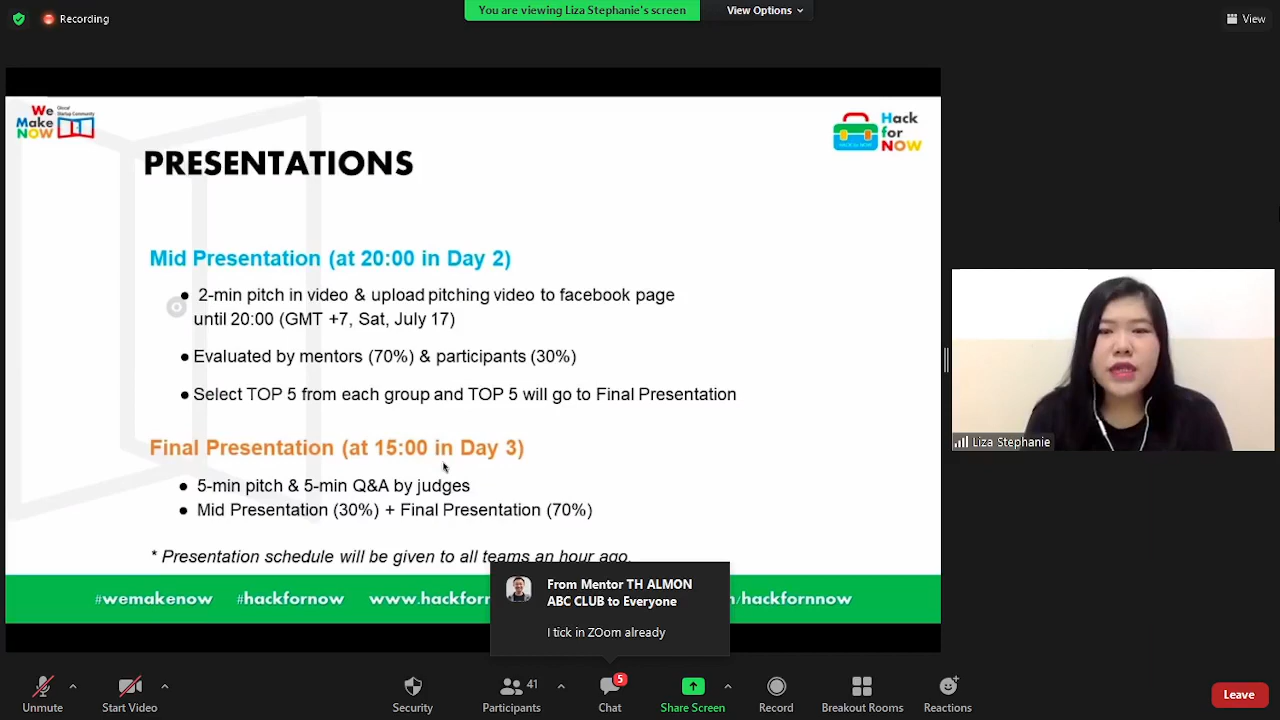 Recording
You are viewing Liza Stephanie's screen
View Options
View
We
Make
NOW
Global
Startup Community
Hack
for
NOW
HACK for NOW
PRESENTATIONS
Mid Presentation (at 20:00 in Day 2)
● 2-min pitch in video & upload pitching video to facebook page
until 20:00 (GMT +7, Sat, July 17)
● Evaluated by mentors (70%) & participants (30%)
● Select TOP 5 from each group and TOP 5 will go to Final Presentation
Final Presentation (at 15:00 in Day 3)
● 5-min pitch & 5-min Q&A by judges
● Mid Presentation (30%) + Final Presentation (70%)
* Presentation schedule will be given to all teams an hour ago.
#wemakenow #hackfornow www.hackforn
/hackfornnow
From Mentor TH ALMON
ABC CLUB to Everyone
I tick in ZOom already
Liza Stephanie
Unmute
Start Video
Security
41
Participants
5
Chat
Share Screen
Record
Breakout Rooms
Reactions
Leave